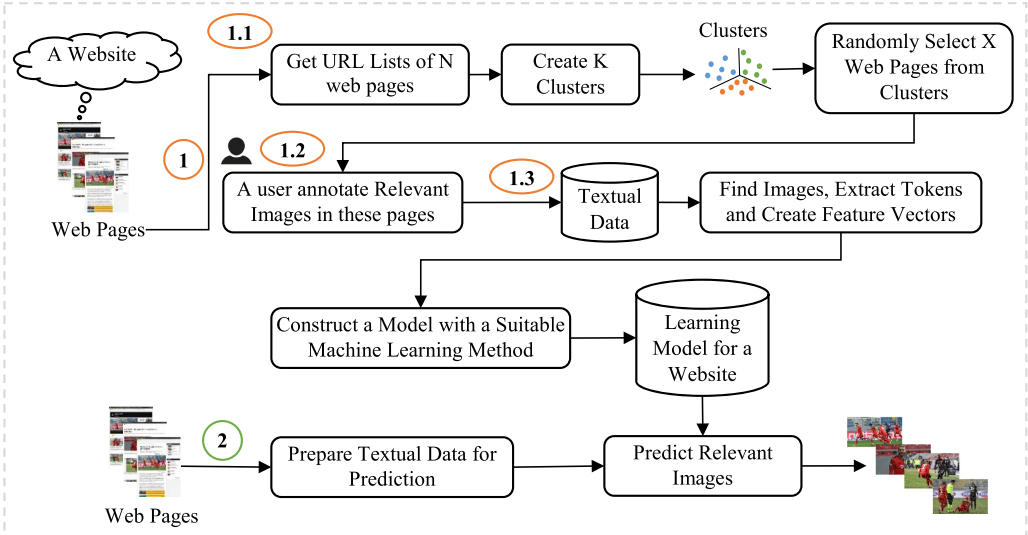 A Website
1.1
Get URL Lists of N
web pages
Create K
Clusters
Clusters
Randomly Select X
Web Pages from
Clusters
1
1.2
A user annotate Relevant
Images in these pages
1.3
Textual
Data
Find Images, Extract Tokens
and Create Feature Vectors
Web Pages
Construct a Model with a Suitable
Machine Learning Method
Learning
Model for a
Website
2
Prepare Textual Data for
Prediction
Predict Relevant
Images
Web Pages